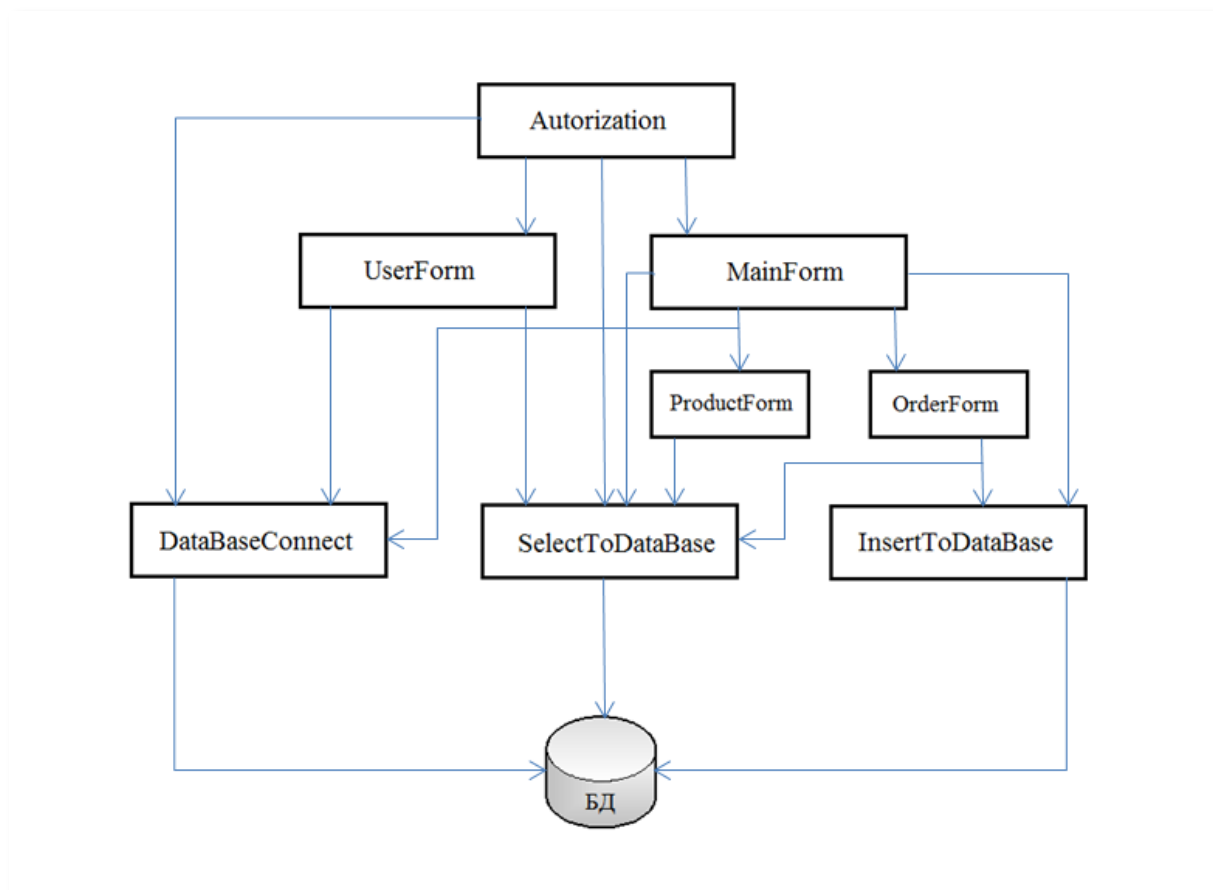 Autorization
UserForm
MainForm
ProductForm
OrderForm
DataBaseConnect
SelectToDataBase
InsertToDataBase
БД